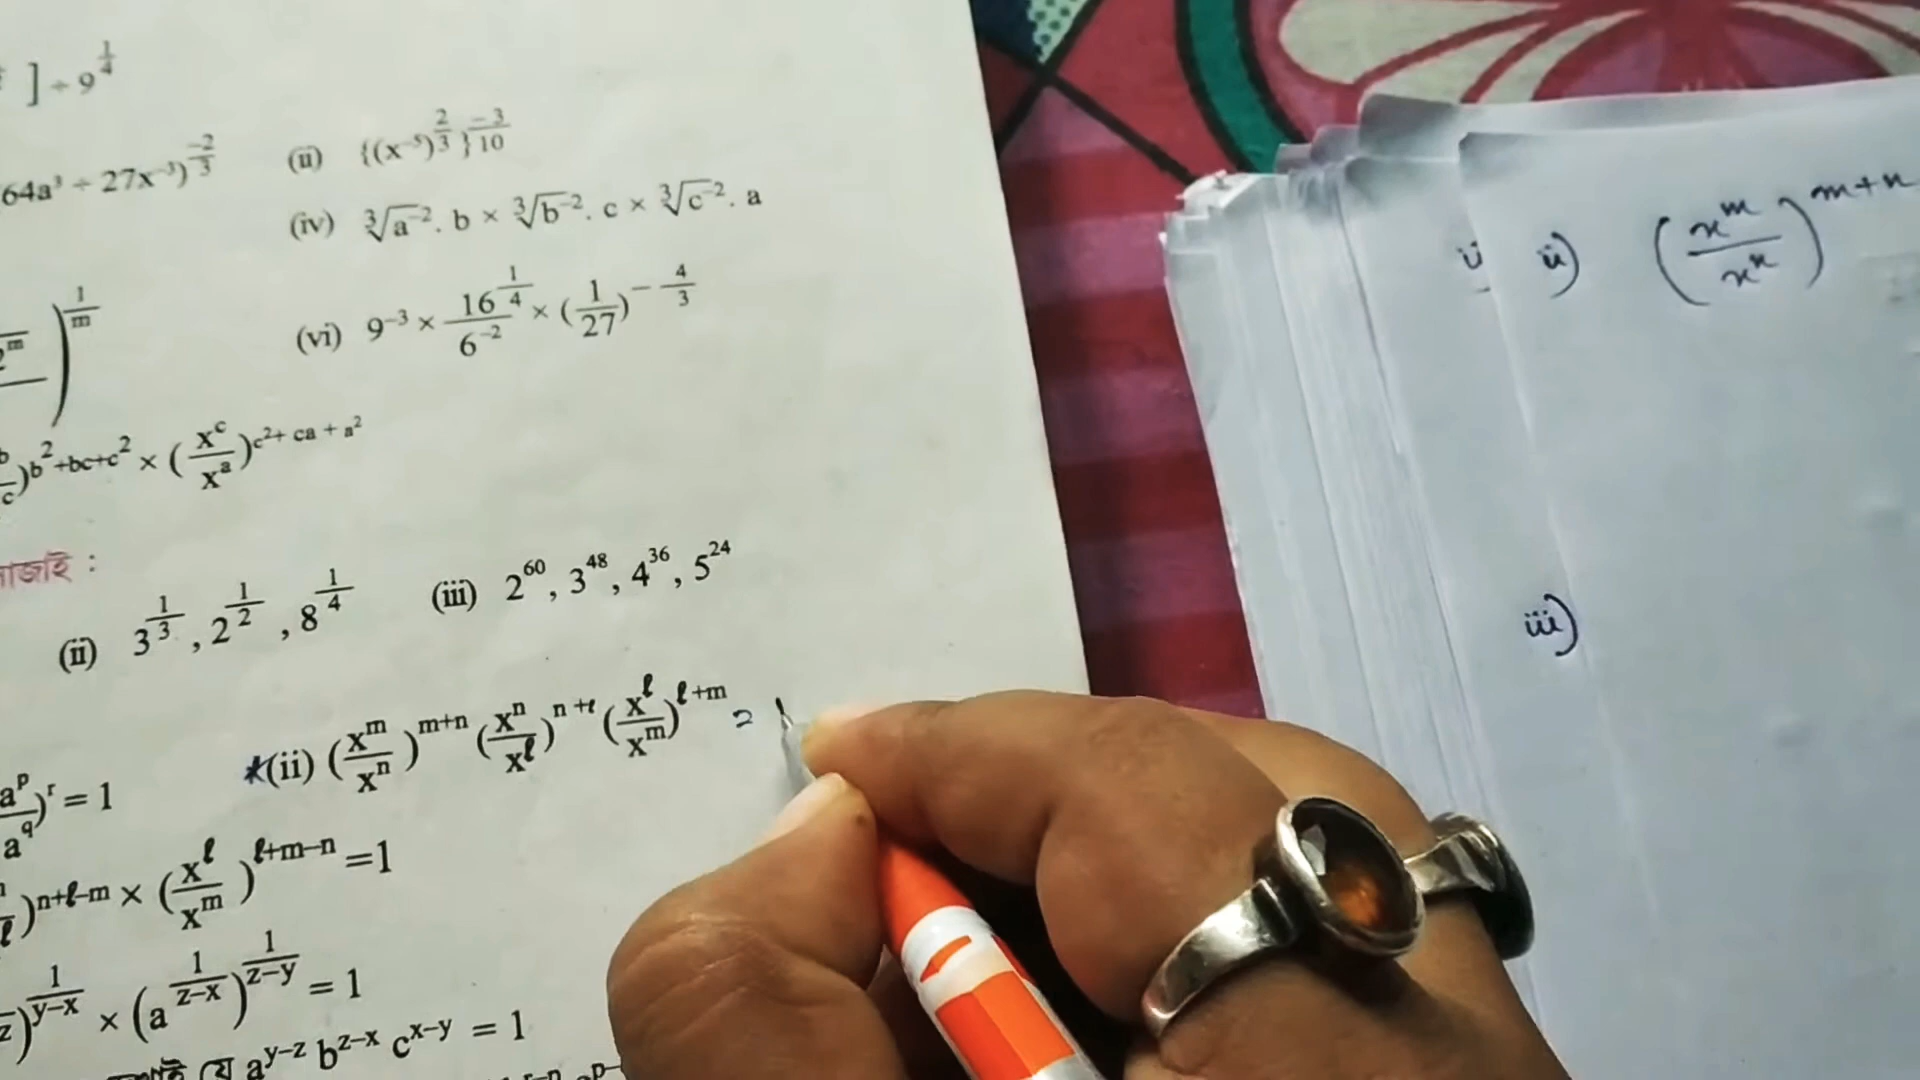 ] ÷ 9^{1/4}
64a³ ÷ 27x⁻³)^{-2/3} (ii) {(x⁻⁵)^{2/3}}^{-3/10}
(iv) ∛a⁻². b × ∛b⁻². c × ∛c⁻². a
)^{1/m} (vi) 9⁻³ × 16^{1/4}/6⁻² × (1/27)^{-4/3}
)^{b²+bc+c²} × (x^c/x^a)^{c²+ca+a²}
(ii) 3^{1/3}, 2^{1/2}, 8^{1/4} (iii) 2^{60}, 3^{48}, 4^{36}, 5^{24}
a^p/a^q)^r = 1 *(ii) (x^m/x^n)^{m+n} (x^n/x^ℓ)^{n+ℓ} (x^ℓ/x^m)^{ℓ+m} =
)^{n+ℓ–m} × (x^ℓ/x^m)^{ℓ+m–n} =1
)^{1/y–x} × (a^{1/z–x})^{1/z–y} = 1
যে a^{y–z} b^{z–x} c^{x–y} = 1
ii) (x^m/x^n)^{m+n}
iii)